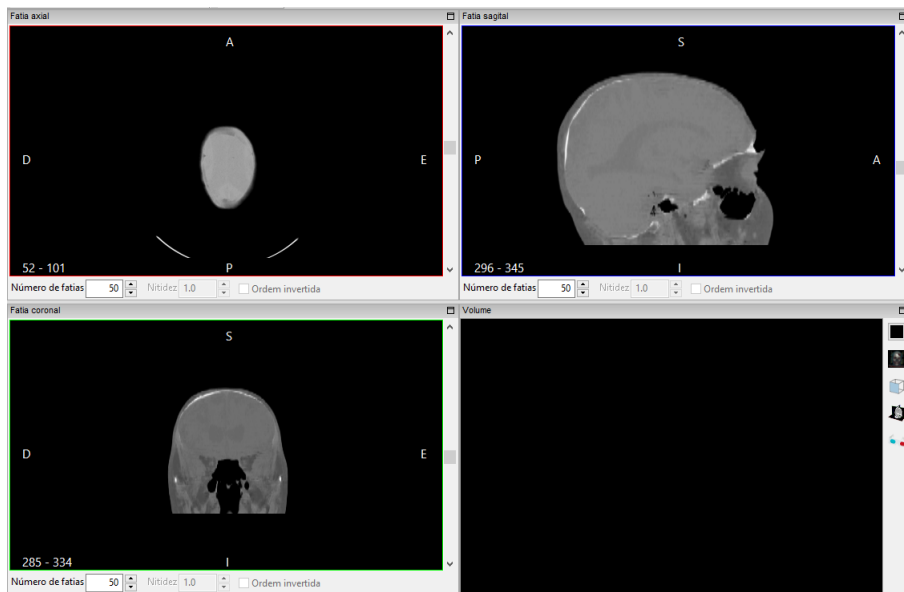 Fatia axial
A
D
E
52 - 101
P
Número de fatias 50 Nitidez 1.0 Ordem invertida
Fatia sagital
S
P
A
296 - 345
I
Número de fatias 50 Nitidez 1.0 Ordem invertida
Fatia coronal
S
D
E
285 - 334
I
Número de fatias 50 Nitidez 1.0 Ordem invertida
Volume